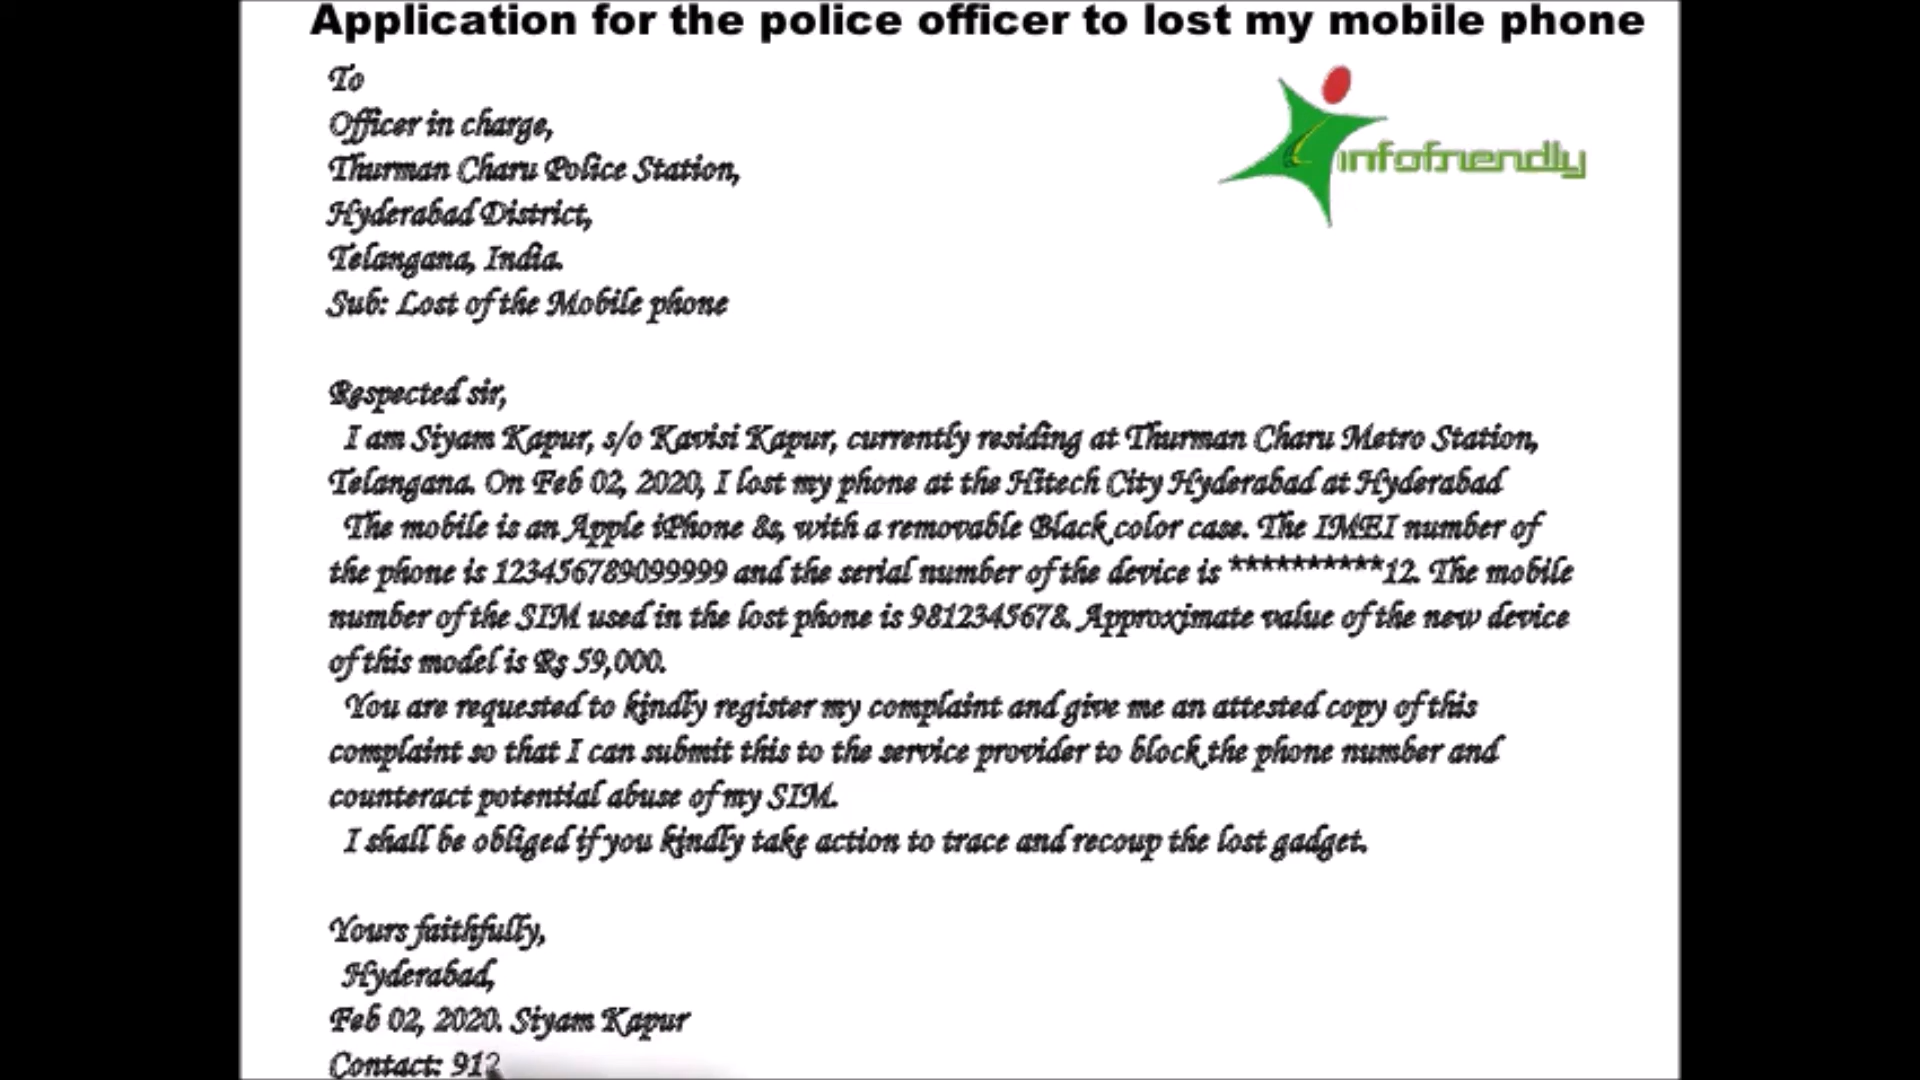 Application for the police officer to lost my mobile phone
To
Officer in charge,
Thurman Charu Police Station,
Hyderabad District,
Telangana, India.
Sub: Lost of the Mobile phone
infofriendly
Respected sir,
I am Siyam Kapur, s/o Kavisi Kapur, currently residing at Thurman Charu Metro Station,
Telangana. On Feb 02, 2020, I lost my phone at the Hitech City Hyderabad at Hyderabad
The mobile is an Apple iPhone 8s, with a removable Black color case. The IMEI number of
the phone is 123456789099999 and the serial number of the device is **********12. The mobile
number of the SIM used in the lost phone is 9812345678. Approximate value of the new device
of this model is Rs 59,000.
You are requested to kindly register my complaint and give me an attested copy of this
complaint so that I can submit this to the service provider to block the phone number and
counteract potential abuse of my SIM.
I shall be obliged if you kindly take action to trace and recoup the lost gadget.
Yours faithfully,
Hyderabad,
Feb 02, 2020. Siyam Kapur
Contact: 912